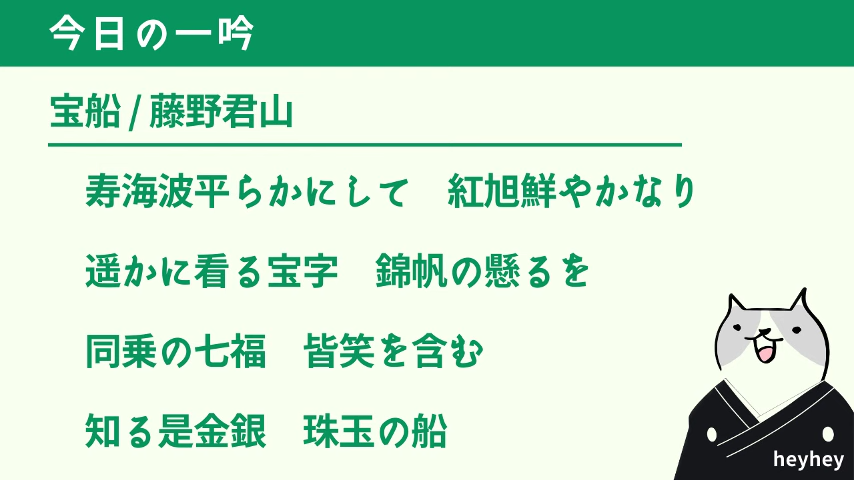 今日の一吟
宝船 / 藤野君山
寿海波平らかにして　紅旭鮮やかなり
遥かに看る宝字　錦帆の懸るを
同乗の七福　皆笑を含む
知る是金銀　珠玉の船
heyhey